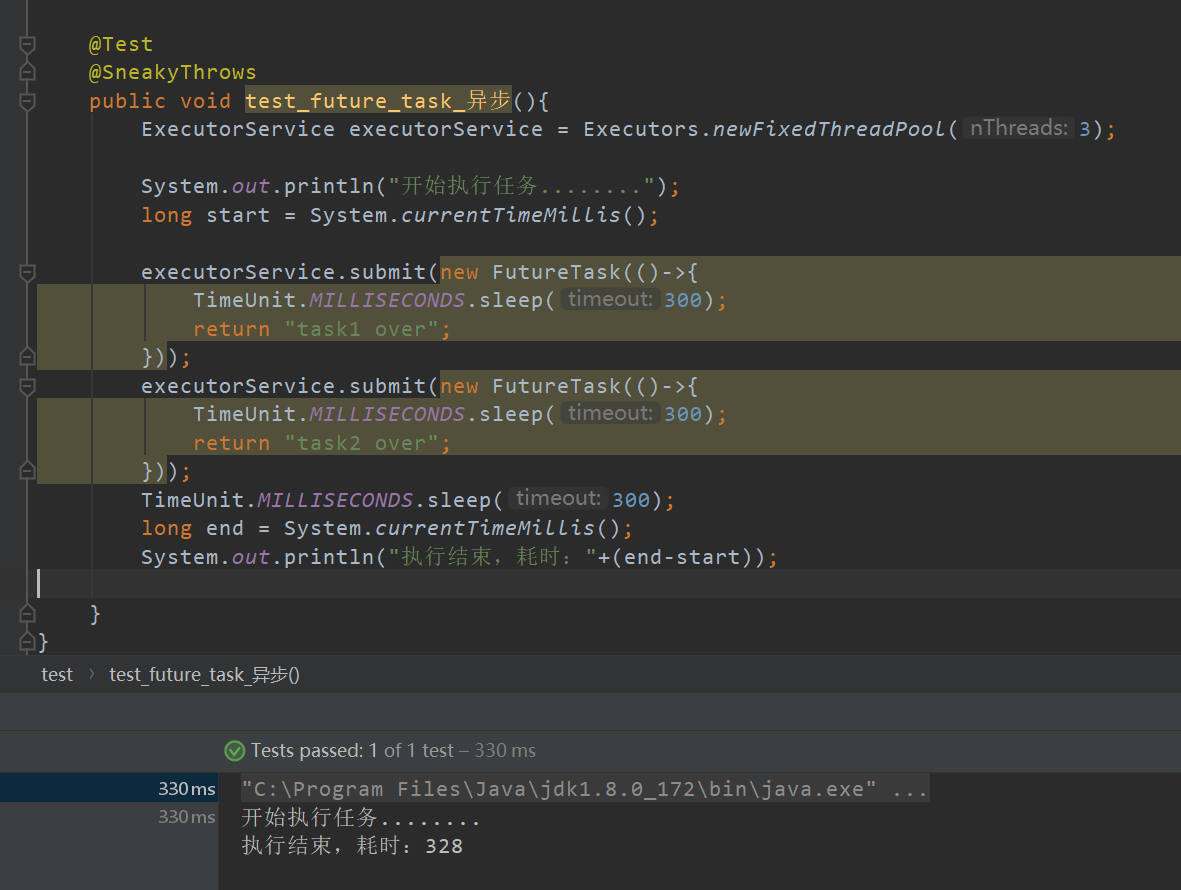 @Test
@SneakyThrows
public void test_future_task_异步(){
ExecutorService executorService = Executors.newFixedThreadPool( nThreads: 3);
System.out.println("开始执行任务........");
long start = System.currentTimeMillis();
executorService.submit(new FutureTask(()->{
TimeUnit.MILLISECONDS.sleep( timeout: 300);
return "task1 over";
}));
executorService.submit(new FutureTask(()->{
TimeUnit.MILLISECONDS.sleep( timeout: 300);
return "task2 over";
}));
TimeUnit.MILLISECONDS.sleep( timeout: 300);
long end = System.currentTimeMillis();
System.out.println("执行结束，耗时："+(end-start));
}
}
test › test_future_task_异步()
Tests passed: 1 of 1 test – 330 ms
330 ms "C:\Program Files\Java\jdk1.8.0_172\bin\java.exe" ...
330 ms 开始执行任务........
执行结束，耗时：328